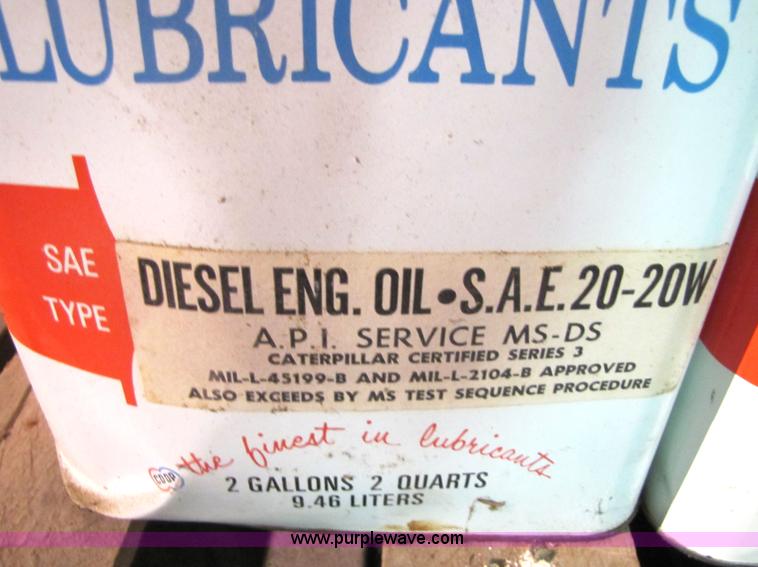 LUBRICANTS
SAE
TYPE
DIESEL ENG. OIL • S.A.E. 20-20W
A.P.I. SERVICE MS-DS
CATERPILLAR CERTIFIED SERIES 3
MIL-L-45199-B AND MIL-L-2104-B APPROVED
ALSO EXCEEDS BY MS TEST SEQUENCE PROCEDURE
CO-OP the finest in lubricants
2 GALLONS 2 QUARTS
9.46 LITERS
www.purplewave.com